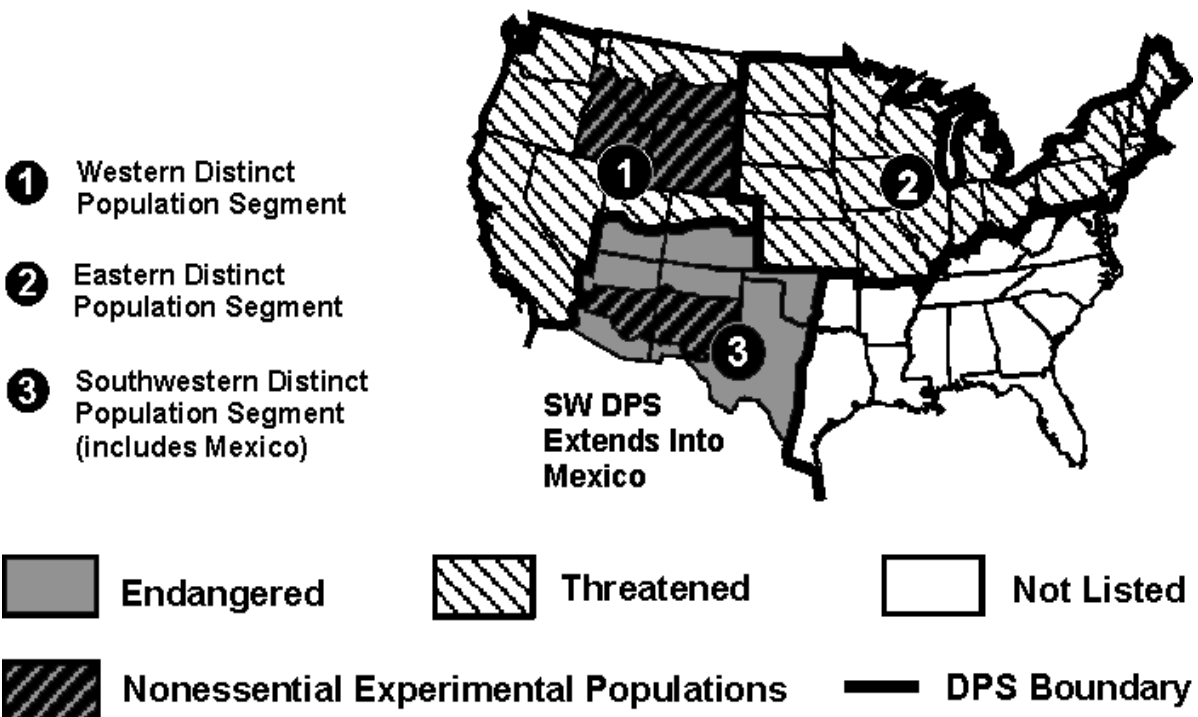 1 Western Distinct
Population Segment
2 Eastern Distinct
Population Segment
3 Southwestern Distinct
Population Segment
(includes Mexico)
1
2
3
SW DPS
Extends Into
Mexico
Endangered
Threatened
Not Listed
Nonessential Experimental Populations
DPS Boundary